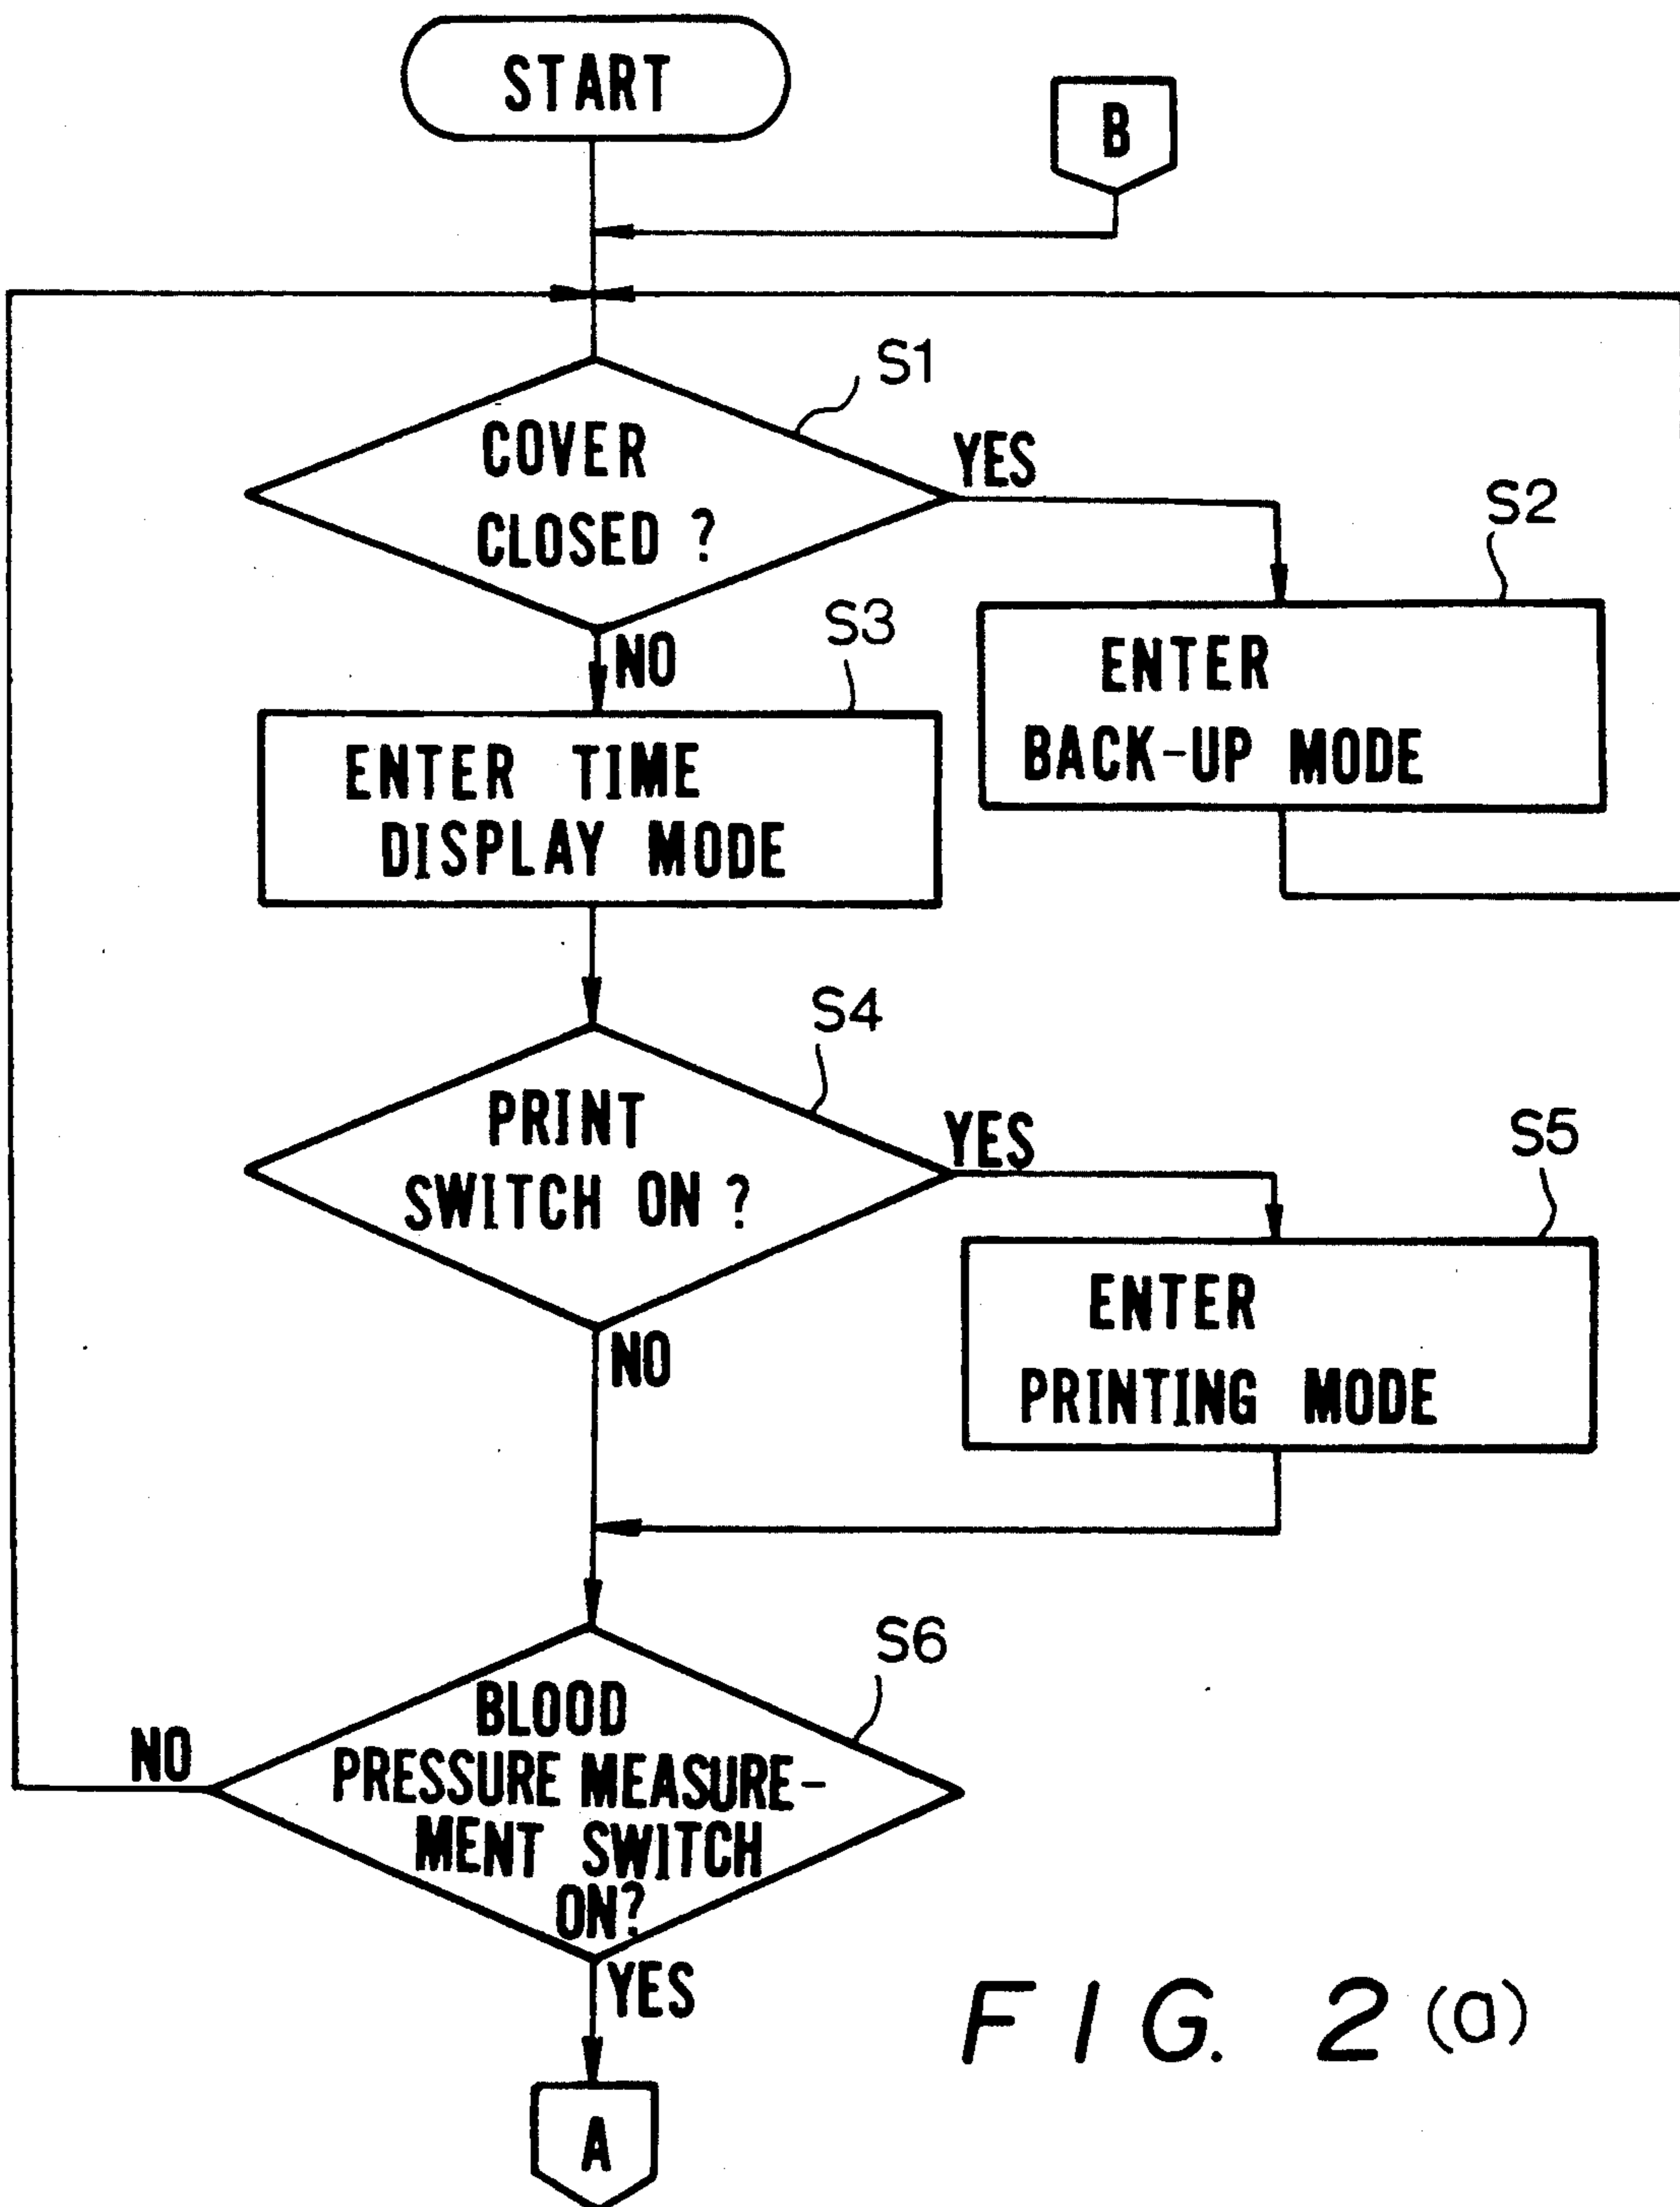 START
B
S1
COVER
CLOSED ?
YES
S2
ENTER
BACK-UP MODE
NO
S3
ENTER TIME
DISPLAY MODE
S4
PRINT
SWITCH ON ?
YES
S5
ENTER
PRINTING MODE
NO
S6
BLOOD
PRESSURE MEASURE-
MENT SWITCH
ON?
NO
YES
A
FIG. 2 (a)